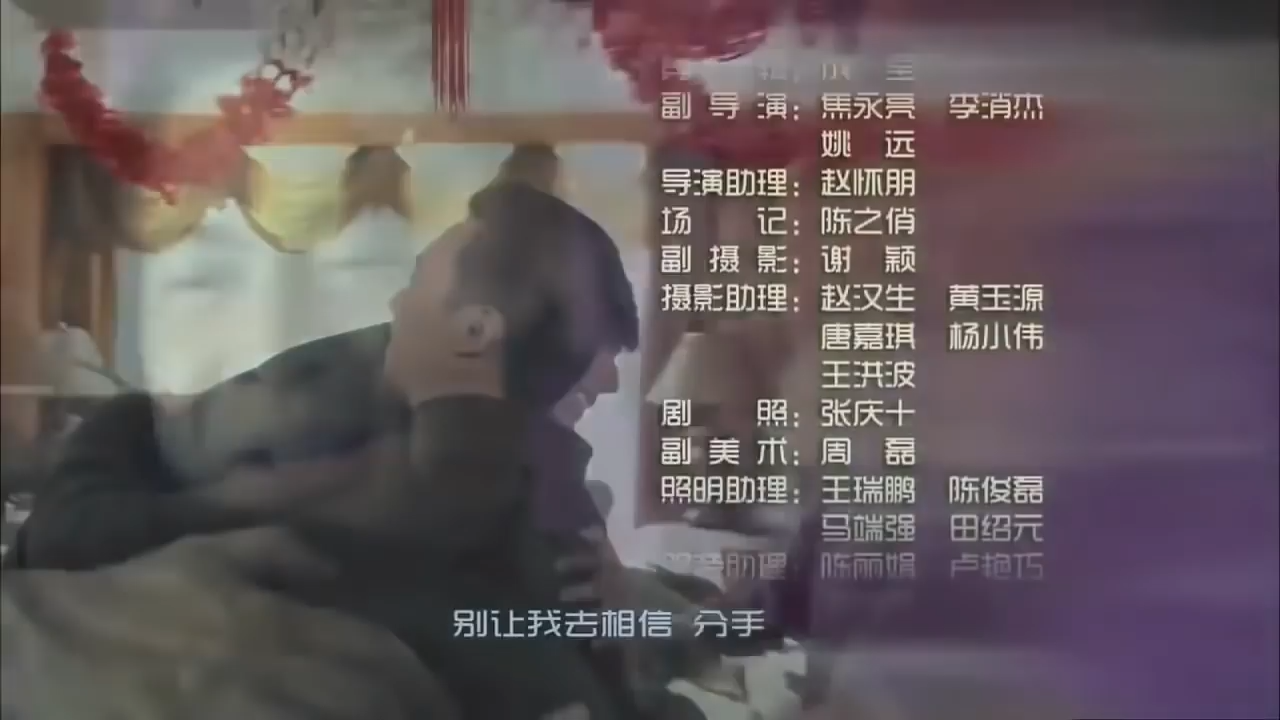 副 导 演：焦永亮 李消杰
姚 远
导演助理：赵怀朋
场 记：陈之俏
副 摄 影：谢 颖
摄影助理：赵汉生 黄玉源
唐嘉琪 杨小伟
王洪波
剧 照：张庆十
副 美 术：周 磊
照明助理：王瑞鹏 陈俊磊
马端强 田绍元
助理：陈丽娟 卢艳巧
别让我去相信 分手